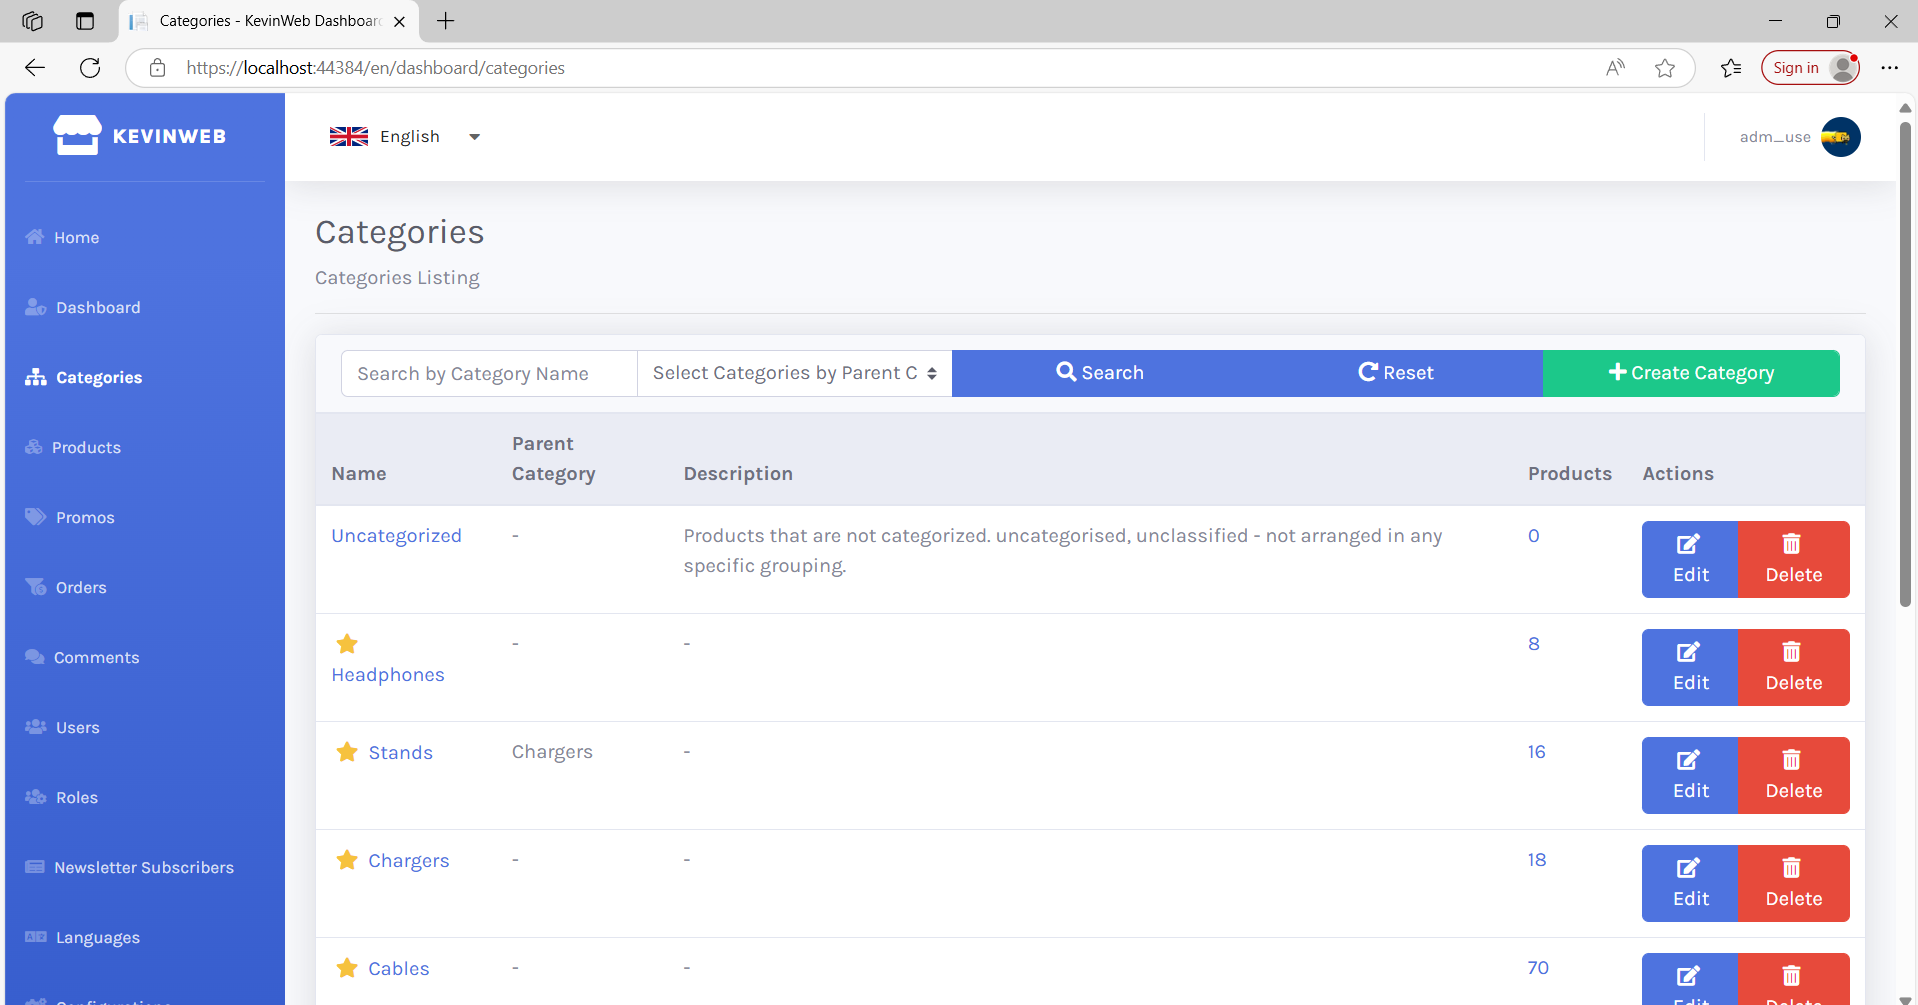 Categories - KevinWeb Dashboard
https://localhost:44384/en/dashboard/categories
Sign in
KEVINWEB
English
adm_use
Home
Dashboard
Categories
Products
Promos
Orders
Comments
Users
Roles
Newsletter Subscribers
Languages
Configurations
Categories
Categories Listing
Search by Category Name
Select Categories by Parent C
Search
Reset
Create Category
Name
Parent
Category
Description
Products
Actions
Uncategorized
-
Products that are not categorized. uncategorised, unclassified - not arranged in any
specific grouping.
0
Edit
Delete
Headphones
-
-
8
Edit
Delete
Stands
Chargers
-
16
Edit
Delete
Chargers
-
-
18
Edit
Delete
Cables
-
-
70
Edit
Delete